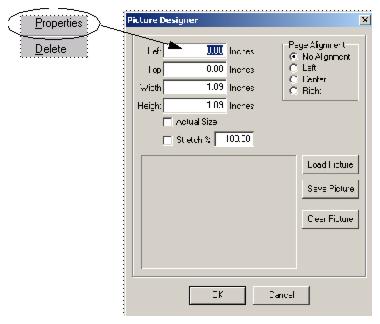 Properties
Delete
Picture Designer
Left 0.00 Inches
Top 0.00 Inches
Width 1.09 Inches
Height 1.09 Inches
Actual Size
Stretch % 100.00
Page Alignment
No Alignment
Left
Center
Right
Load Picture
Save Picture
Clear Picture
OK
Cancel